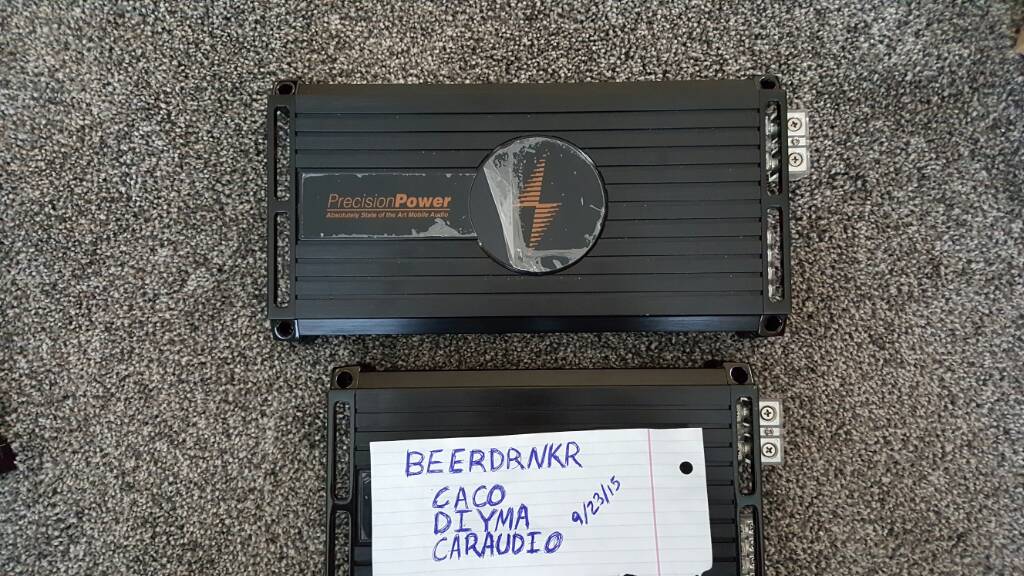 PrecisionPower
Absolutely State of the Art Mobile Audio
BEERDRNKR
CACO
DIYMA
CARAUDIO
9/23/15